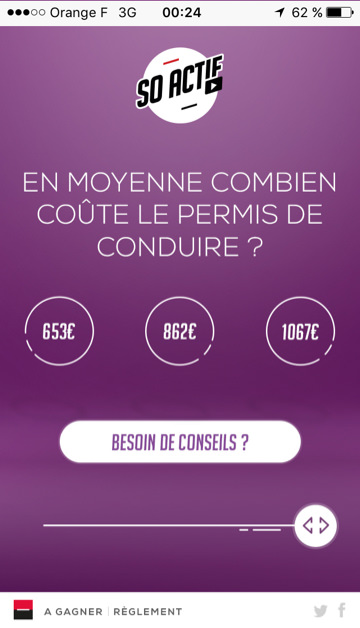 Orange F 3G 00:24 62 %
SO ACTIF
EN MOYENNE COMBIEN
COÛTE LE PERMIS DE
CONDUIRE ?
653€ 862€ 1067€
BESOIN DE CONSEILS ?
A GAGNER | RÈGLEMENT